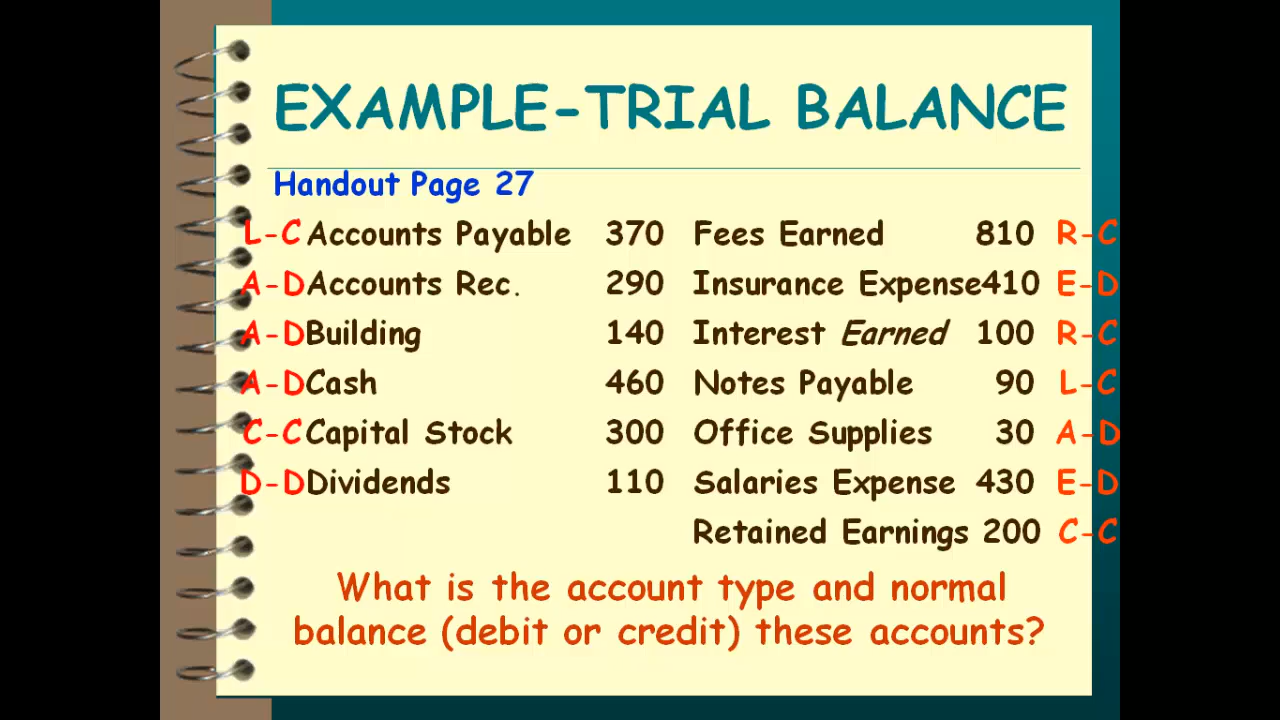 EXAMPLE-TRIAL BALANCE
Handout Page 27
L-C Accounts Payable 370 Fees Earned 810 R-C
A-D Accounts Rec. 290 Insurance Expense 410 E-D
A-D Building 140 Interest Earned 100 R-C
A-D Cash 460 Notes Payable 90 L-C
C-C Capital Stock 300 Office Supplies 30 A-D
D-D Dividends 110 Salaries Expense 430 E-D
Retained Earnings 200 C-C
What is the account type and normal
balance (debit or credit) these accounts?